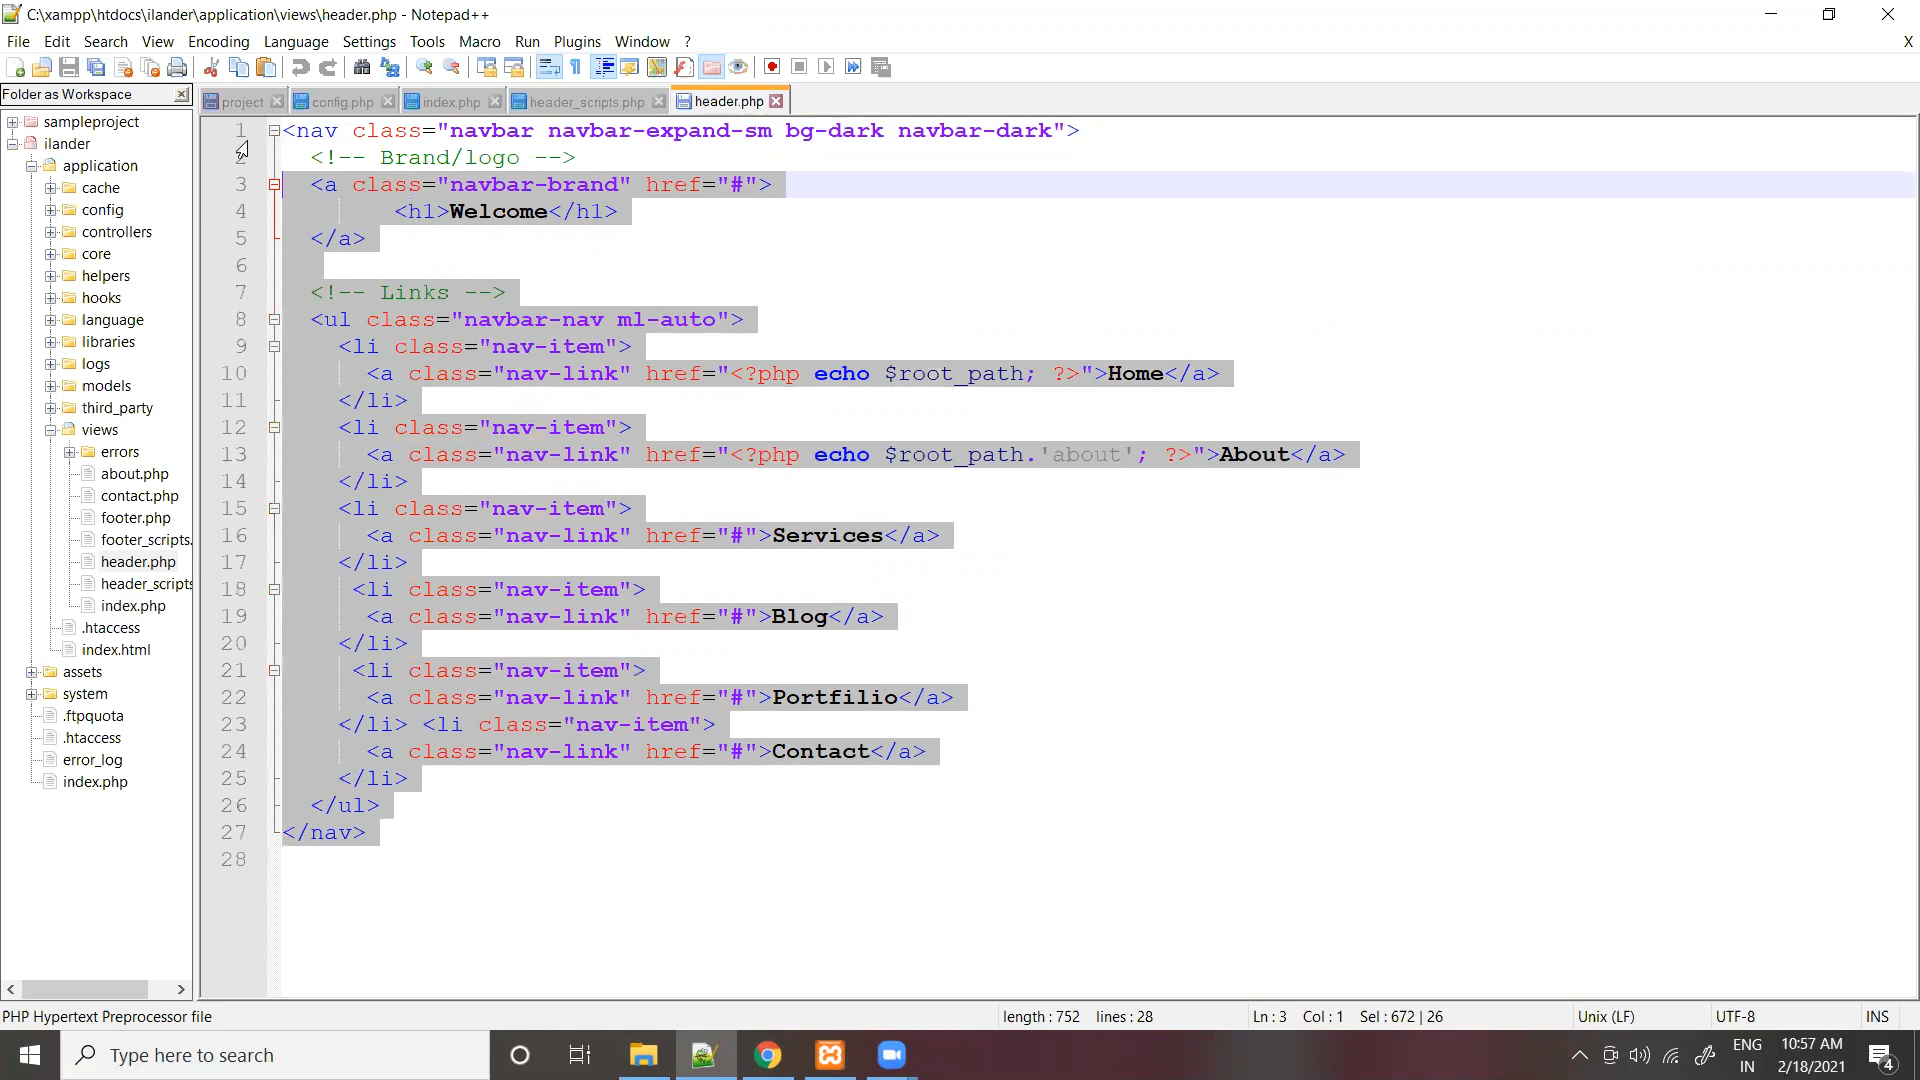 C:\xampp\htdocs\ilander\application\views\header.php - Notepad++
File Edit Search View Encoding Language Settings Tools Macro Run Plugins Window ? X
Folder as Workspace
project config.php index.php header_scripts.php header.php
sampleproject
ilander
application
cache
config
controllers
core
helpers
hooks
language
libraries
logs
models
third_party
views
errors
about.php
contact.php
footer.php
footer_scripts.
header.php
header_scripts
index.php
.htaccess
index.html
assets
system
.ftpquota
.htaccess
error_log
index.php
1 <nav class="navbar navbar-expand-sm bg-dark navbar-dark">
2 <!-- Brand/logo -->
3 <a class="navbar-brand" href="#">
4 <h1>Welcome</h1>
5 </a>
6
7 <!-- Links -->
8 <ul class="navbar-nav ml-auto">
9 <li class="nav-item">
10 <a class="nav-link" href="<?php echo $root_path; ?>">Home</a>
11 </li>
12 <li class="nav-item">
13 <a class="nav-link" href="<?php echo $root_path.'about'; ?>">About</a>
14 </li>
15 <li class="nav-item">
16 <a class="nav-link" href="#">Services</a>
17 </li>
18 <li class="nav-item">
19 <a class="nav-link" href="#">Blog</a>
20 </li>
21 <li class="nav-item">
22 <a class="nav-link" href="#">Portfilio</a>
23 </li> <li class="nav-item">
24 <a class="nav-link" href="#">Contact</a>
25 </li>
26 </ul>
27 </nav>
28
PHP Hypertext Preprocessor file length : 752 lines : 28 Ln : 3 Col : 1 Sel : 672 | 26 Unix (LF) UTF-8 INS
Type here to search
ENG
IN
10:57 AM
2/18/2021
4